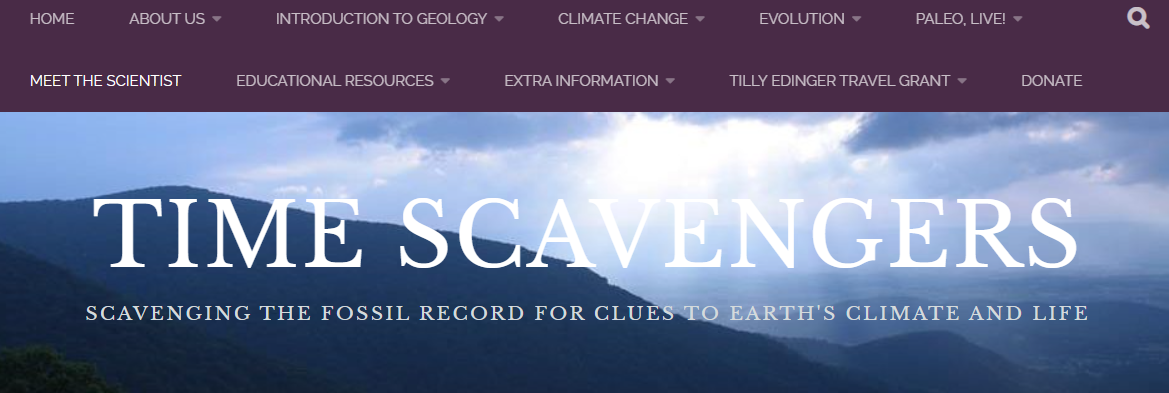 HOME ABOUT US INTRODUCTION TO GEOLOGY CLIMATE CHANGE EVOLUTION PALEO, LIVE!
MEET THE SCIENTIST EDUCATIONAL RESOURCES EXTRA INFORMATION TILLY EDINGER TRAVEL GRANT DONATE
TIME SCAVENGERS
SCAVENGING THE FOSSIL RECORD FOR CLUES TO EARTH'S CLIMATE AND LIFE